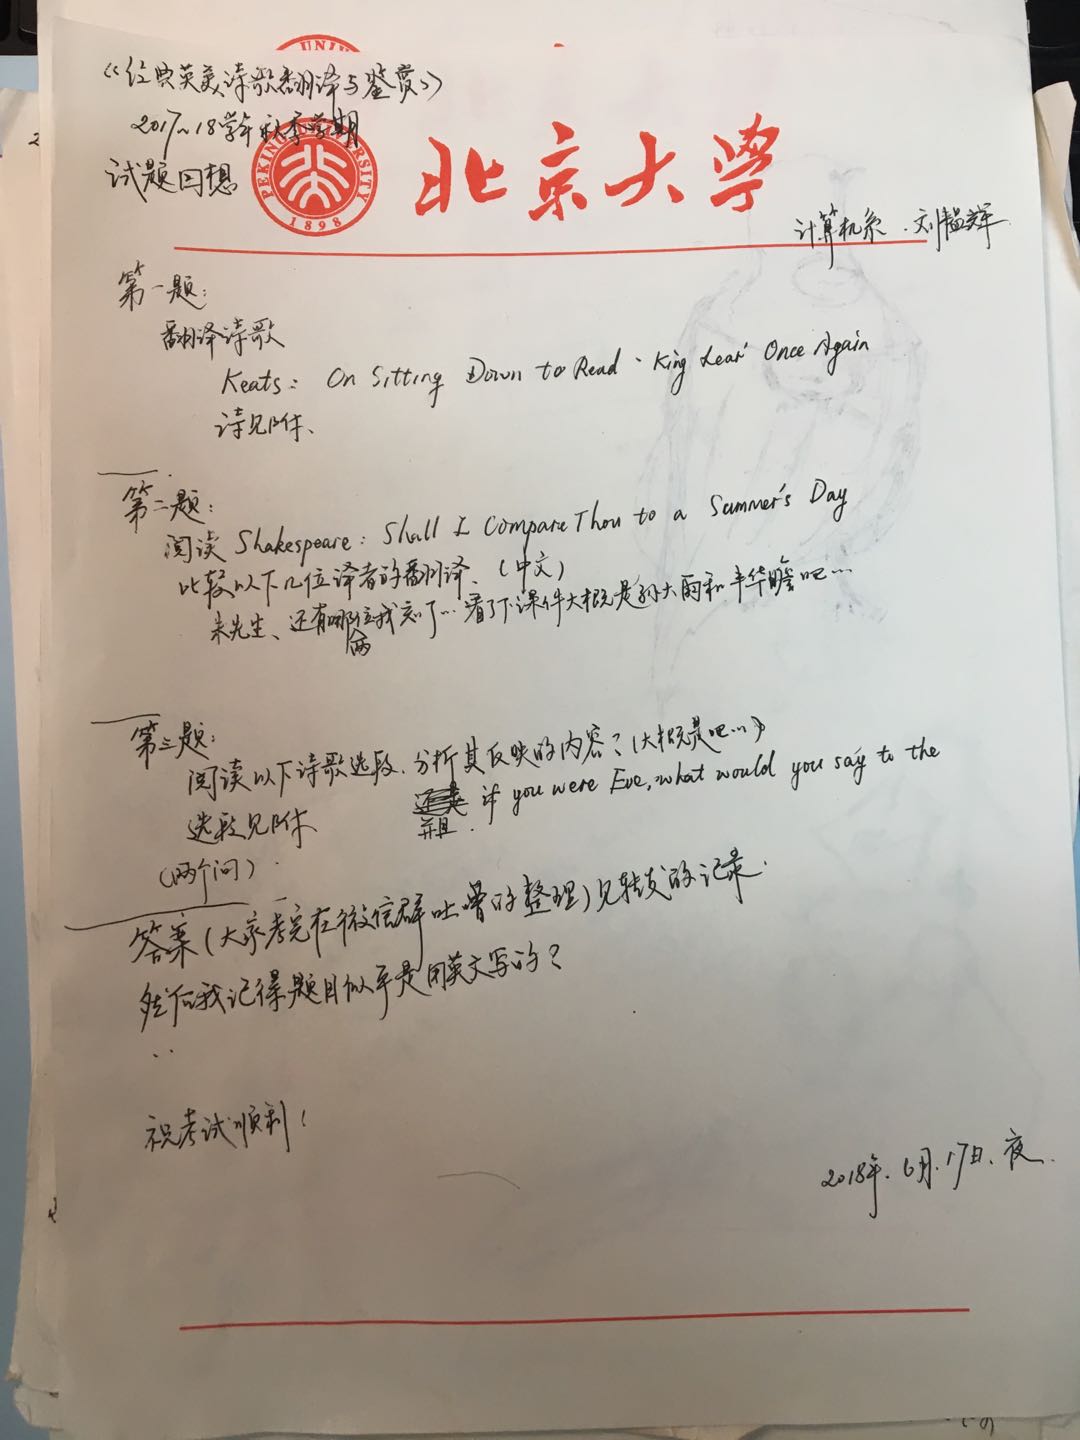 《经典英美诗歌翻译与鉴赏》
2017~18学年秋季学期
试题回想
PEKING UNIVERSITY
1898
北京大学
计算机系 . 刘韫辉
第一题:
翻译诗歌
Keats: On Sitting Down to Read 'King Lear' Once Again
诗见附件、
第二题:
阅读 Shakespeare: Shall I Compare Thou to a Summer's Day
比较以下几位译者的翻译、(中文)
朱先生、还有哪两位我忘了… 看了下课件大概是孙大雨和丰华瞻吧…
第三题:
阅读以下诗歌选段. 分析其反映的内容?(大概是吧…)
选段见附件 并且. if you were Eve, what would you say to the
(两个问).
答案(大家考完在微信群吐嘈的整理)见转发的记录.
然后我记得题目似乎是用英文写的?
..
祝考试顺利!
2018年. 6月. 17日、夜.